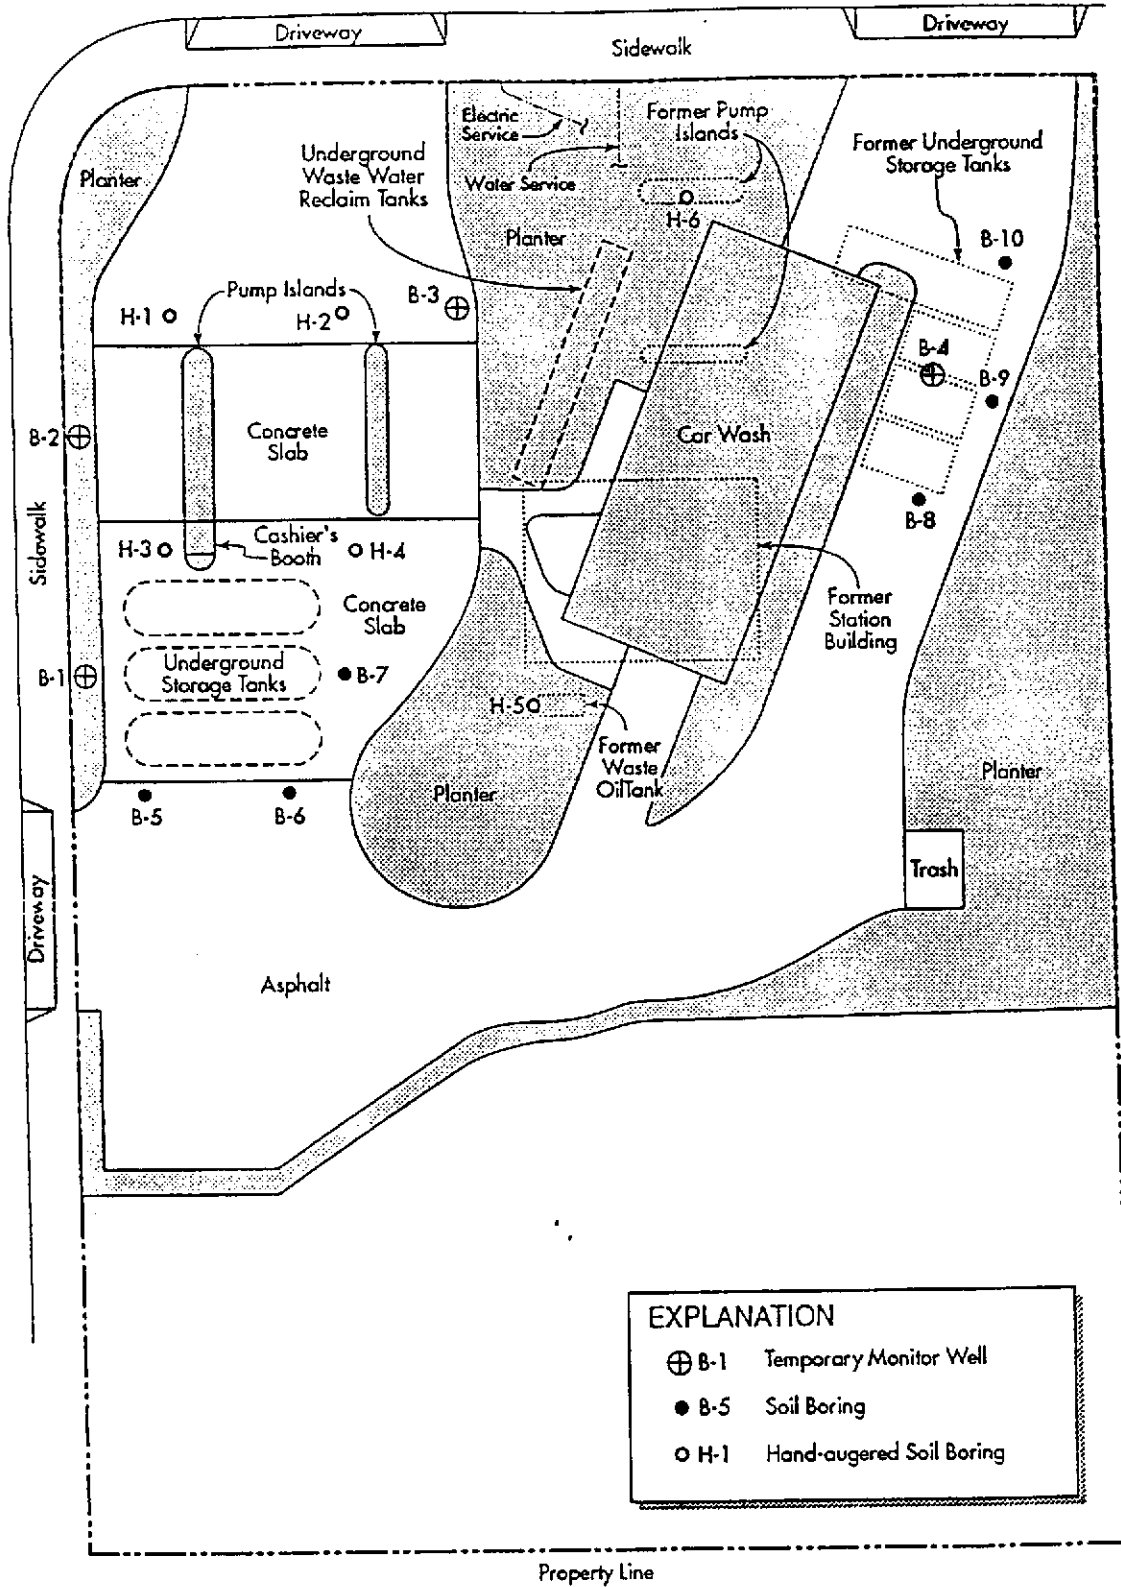 Driveway
Driveway
Sidewalk
Electric
Service
Former Pump
Islands
Former Underground
Storage Tanks
Underground
Waste Water
Reclaim Tanks
Planter
Water Service
H-6
Planter
B-10
Pump Islands
B-3
H-1
H-2
B-4
B-9
B-2
Concrete
Slab
Car Wash
B-8
Sidewalk
Cashier's
Booth
H-3
H-4
Concrete
Slab
Former
Station
Building
B-1
Underground
Storage Tanks
B-7
H-5
Former
Waste
Oil Tank
Planter
Planter
B-5
B-6
Trash
Driveway
Asphalt
EXPLANATION
B-1 Temporary Monitor Well
B-5 Soil Boring
H-1 Hand-augered Soil Boring
Property Line